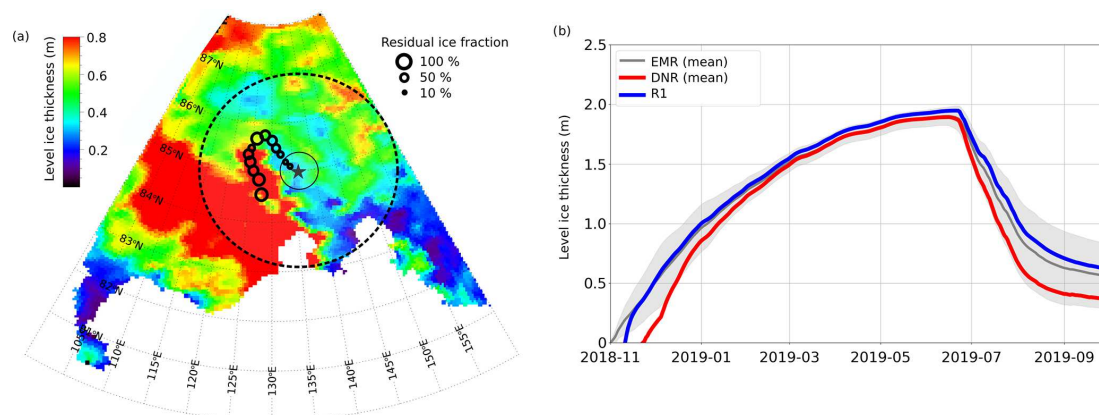 (a)
Level ice thickness (m)
0.8
0.6
0.4
0.2
Residual ice fraction
100 %
50 %
10 %
87°N
86°N
85°N
84°N
83°N
105°E
110°E
115°E
120°E
125°E
130°E
135°E
140°E
145°E
150°E
155°E
(b)
Level ice thickness (m)
2.5
2.0
1.5
1.0
0.5
0
EMR (mean)
DNR (mean)
R1
2018-11 2019-01 2019-03 2019-05 2019-07 2019-09